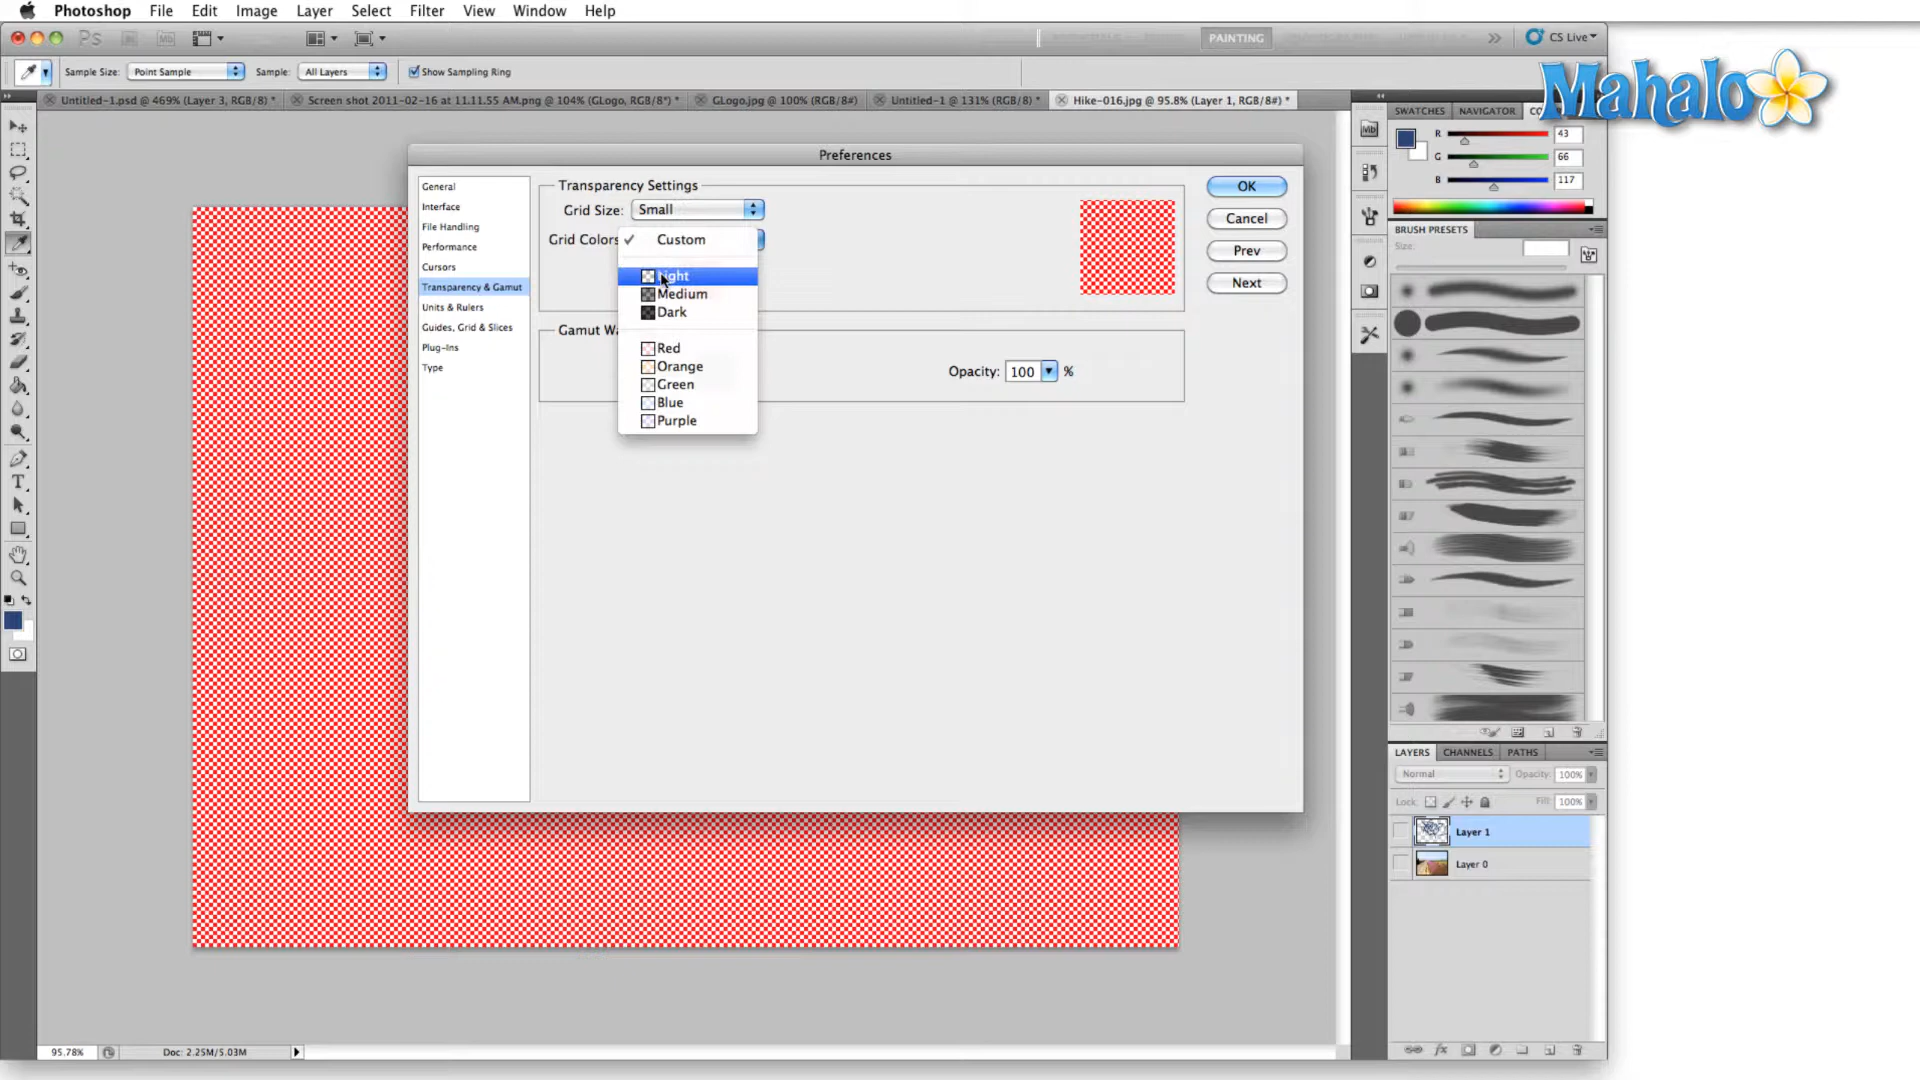 Photoshop File Edit Image Layer Select Filter View Window Help
Ps Br Mb PAINTING >> CS Live
Sample Size: Point Sample Sample: All Layers Show Sampling Ring
Untitled-1.psd @ 469% (Layer 3, RGB/8) * Screen shot 2011-02-16 at 11.11.55 AM.png @ 104% (GLogo, RGB/8*) * GLogo.jpg @ 100% (RGB/8#) Untitled-1 @ 131% (RGB/8) * Hike-016.jpg @ 95.8% (Layer 1, RGB/8#) *
Mahalo
SWATCHES NAVIGATOR
R 43
G 66
B 117
BRUSH PRESETS
Size:
Preferences
General
Interface
File Handling
Performance
Cursors
Transparency & Gamut
Units & Rulers
Guides, Grid & Slices
Plug-Ins
Type
Transparency Settings
Grid Size: Small
Grid Colors: ✓ Custom
Light
Medium
Dark
Red
Orange
Green
Blue
Purple
Gamut
Opacity: 100 %
OK
Cancel
Prev
Next
LAYERS CHANNELS PATHS
Normal Opacity: 100%
Lock: Fill: 100%
Layer 1
Layer 0
95.78% Doc: 2.25M/5.03M